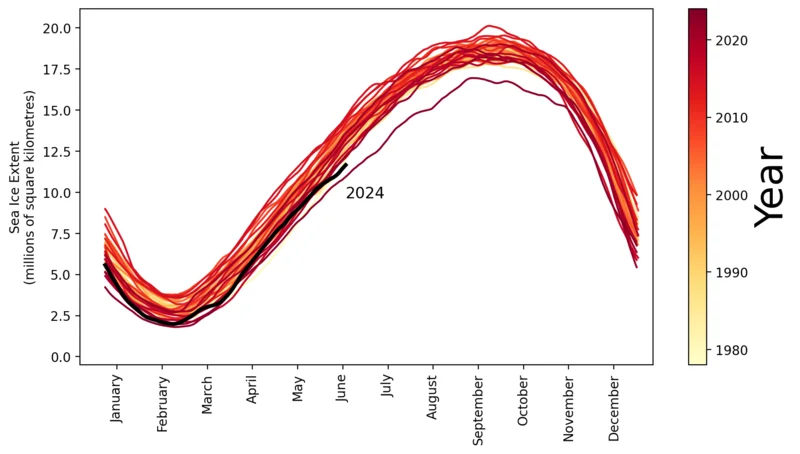 Sea Ice Extent
(millions of square kilometres)
20.0
17.5
15.0
12.5
10.0
7.5
5.0
2.5
0.0
2024
January
February
March
April
May
June
July
August
September
October
November
December
2020
2010
2000
1990
1980
Year